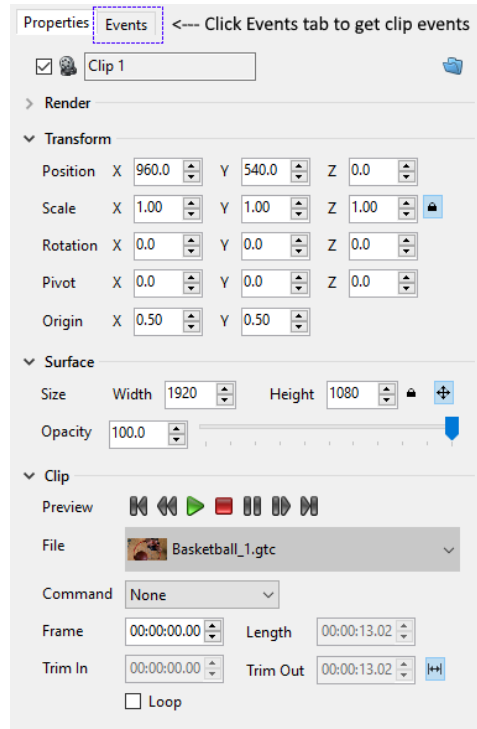 Properties Events <--- Click Events tab to get clip events
Clip 1
Render
Transform
Position X 960.0 Y 540.0 Z 0.0
Scale X 1.00 Y 1.00 Z 1.00
Rotation X 0.0 Y 0.0 Z 0.0
Pivot X 0.0 Y 0.0 Z 0.0
Origin X 0.50 Y 0.50
Surface
Size Width 1920 Height 1080
Opacity 100.0
Clip
Preview
File Basketball_1.gtc
Command None
Frame 00:00:00.00 Length 00:00:13.02
Trim In 00:00:00.00 Trim Out 00:00:13.02
Loop